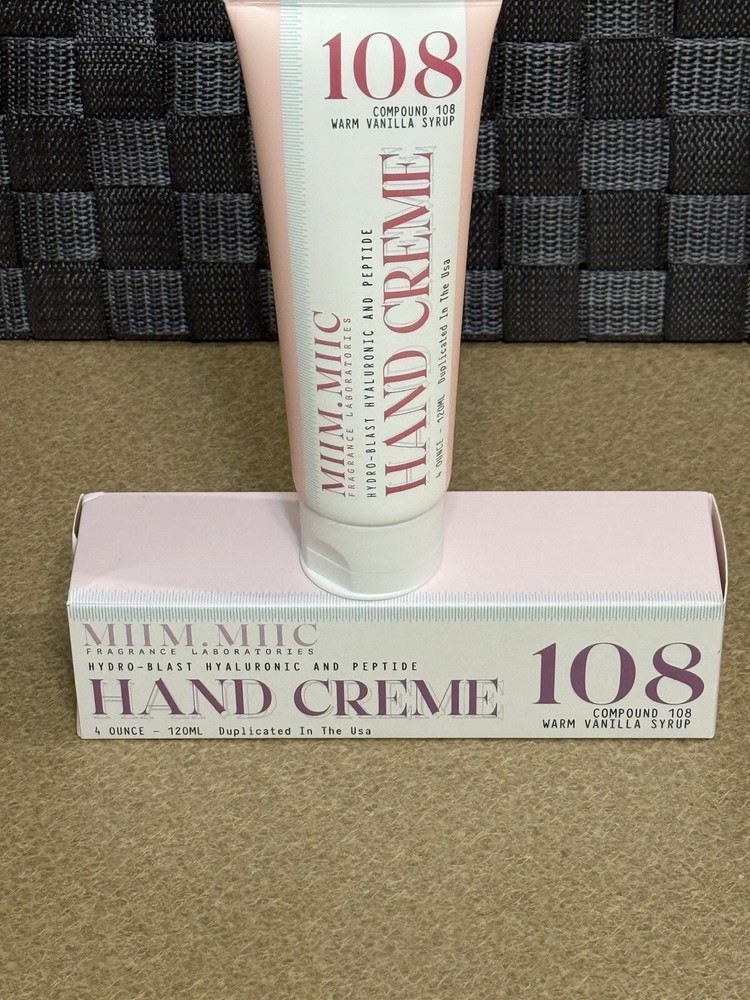 108
COMPOUND 108
WARM VANILLA SYRUP
MIIM.MIIC
FRAGRANCE LABORATORIES
HYDRO-BLAST HYALURONIC AND PEPTIDE
HAND CREME
4 OUNCE - 120ML Duplicated In The Usa
MIIM.MIIC
FRAGRANCE LABORATORIES
HYDRO-BLAST HYALURONIC AND PEPTIDE
HAND CREME
4 OUNCE - 120ML Duplicated In The Usa
108
COMPOUND 108
WARM VANILLA SYRUP